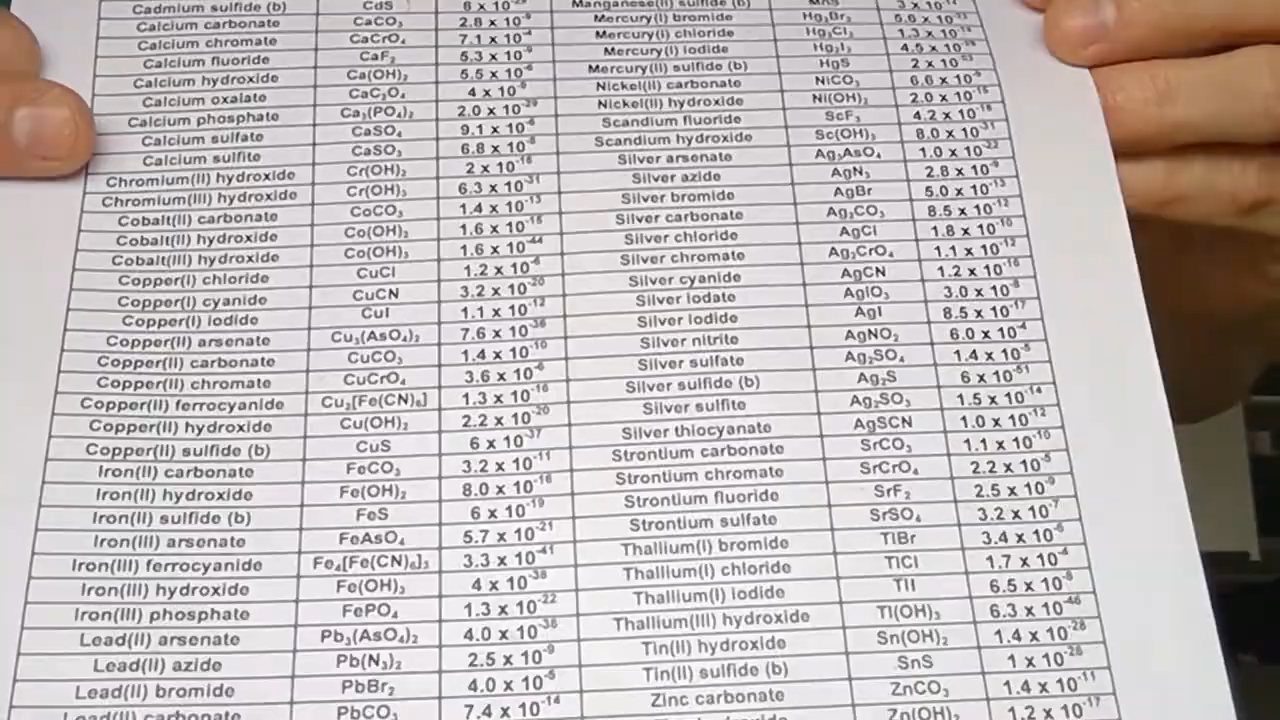 Cadmium sulfide (b) CdS Manganese(II) sulfide (b)
Calcium carbonate CaCO₃ 2.8 x 10⁻⁹ Mercury(I) bromide Hg₂Br₂
Calcium chromate CaCrO₄ 7.1 x 10⁻⁴ Mercury(I) chloride Hg₂Cl₂
Calcium fluoride CaF₂ 5.3 x 10⁻⁹ Mercury(I) iodide Hg₂I₂
Calcium hydroxide Ca(OH)₂ 5.5 x 10⁻⁶ Mercury(II) sulfide (b) HgS 2 x 10⁻⁵³
Calcium oxalate CaC₂O₄ 4 x 10⁻⁹ Nickel(II) carbonate NiCO₃ 6.6 x 10⁻⁹
Calcium phosphate Ca₃(PO₄)₂ 2.0 x 10⁻²⁹ Nickel(II) hydroxide Ni(OH)₂ 2.0 x 10⁻¹⁵
Calcium sulfate CaSO₄ 9.1 x 10⁻⁶ Scandium fluoride ScF₃ 4.2 x 10⁻¹⁸
Calcium sulfite CaSO₃ 6.8 x 10⁻⁸ Scandium hydroxide Sc(OH)₃ 8.0 x 10⁻³¹
Chromium(II) hydroxide Cr(OH)₂ 2 x 10⁻¹⁶ Silver arsenate Ag₃AsO₄ 1.0 x 10⁻²²
Chromium(III) hydroxide Cr(OH)₃ 6.3 x 10⁻³¹ Silver azide AgN₃ 2.8 x 10⁻⁹
Cobalt(II) carbonate CoCO₃ 1.4 x 10⁻¹³ Silver bromide AgBr 5.0 x 10⁻¹³
Cobalt(II) hydroxide Co(OH)₂ 1.6 x 10⁻¹⁵ Silver carbonate Ag₂CO₃ 8.5 x 10⁻¹²
Cobalt(III) hydroxide Co(OH)₃ 1.6 x 10⁻⁴⁴ Silver chloride AgCl 1.8 x 10⁻¹⁰
Copper(I) chloride CuCl 1.2 x 10⁻⁶ Silver chromate Ag₂CrO₄ 1.1 x 10⁻¹²
Copper(I) cyanide CuCN 3.2 x 10⁻²⁰ Silver cyanide AgCN 1.2 x 10⁻¹⁶
Copper(I) iodide CuI 1.1 x 10⁻¹² Silver iodate AgIO₃ 3.0 x 10⁻⁸
Copper(II) arsenate Cu₃(AsO₄)₂ 7.6 x 10⁻³⁶ Silver iodide AgI 8.5 x 10⁻¹⁷
Copper(II) carbonate CuCO₃ 1.4 x 10⁻¹⁰ Silver nitrite AgNO₂ 6.0 x 10⁻⁴
Copper(II) chromate CuCrO₄ 3.6 x 10⁻⁶ Silver sulfate Ag₂SO₄ 1.4 x 10⁻⁵
Copper(II) ferrocyanide Cu₂[Fe(CN)₆] 1.3 x 10⁻¹⁶ Silver sulfide (b) Ag₂S 6 x 10⁻⁵¹
Copper(II) hydroxide Cu(OH)₂ 2.2 x 10⁻²⁰ Silver sulfite Ag₂SO₃ 1.5 x 10⁻¹⁴
Copper(II) sulfide (b) CuS 6 x 10⁻³⁷ Silver thiocyanate AgSCN 1.0 x 10⁻¹²
Iron(II) carbonate FeCO₃ 3.2 x 10⁻¹¹ Strontium carbonate SrCO₃ 1.1 x 10⁻¹⁰
Iron(II) hydroxide Fe(OH)₂ 8.0 x 10⁻¹⁶ Strontium chromate SrCrO₄ 2.2 x 10⁻⁵
Iron(II) sulfide (b) FeS 6 x 10⁻¹⁹ Strontium fluoride SrF₂ 2.5 x 10⁻⁹
Iron(III) arsenate FeAsO₄ 5.7 x 10⁻²¹ Strontium sulfate SrSO₄ 3.2 x 10⁻⁷
Iron(III) ferrocyanide Fe₄[Fe(CN)₆]₃ 3.3 x 10⁻⁴¹ Thallium(I) bromide TlBr 3.4 x 10⁻⁶
Iron(III) hydroxide Fe(OH)₃ 4 x 10⁻³⁸ Thallium(I) chloride TlCl 1.7 x 10⁻⁴
Iron(III) phosphate FePO₄ 1.3 x 10⁻²² Thallium(I) iodide TlI 6.5 x 10⁻⁸
Lead(II) arsenate Pb₃(AsO₄)₂ 4.0 x 10⁻³⁶ Thallium(III) hydroxide Tl(OH)₃ 6.3 x 10⁻⁴⁶
Lead(II) azide Pb(N₃)₂ 2.5 x 10⁻⁹ Tin(II) hydroxide Sn(OH)₂ 1.4 x 10⁻²⁸
Lead(II) bromide PbBr₂ 4.0 x 10⁻⁵ Tin(II) sulfide (b) SnS 1 x 10⁻²⁶
Lead(II) carbonate PbCO₃ 7.4 x 10⁻¹⁴ Zinc carbonate ZnCO₃ 1.4 x 10⁻¹¹
Zn(OH)₂ 1.2 x 10⁻¹⁷